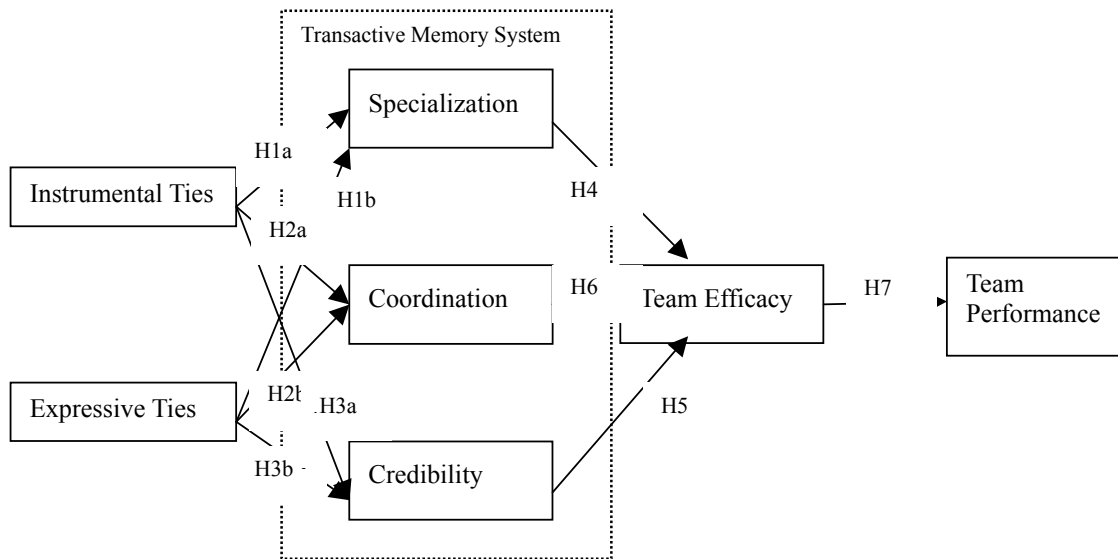 Transactive Memory System
Specialization
H1a
Instrumental Ties
H1b
H4
H2a
Coordination
H6
Team Efficacy
H7
Team
Performance
H2b
H3a
Expressive Ties
H5
H3b
Credibility